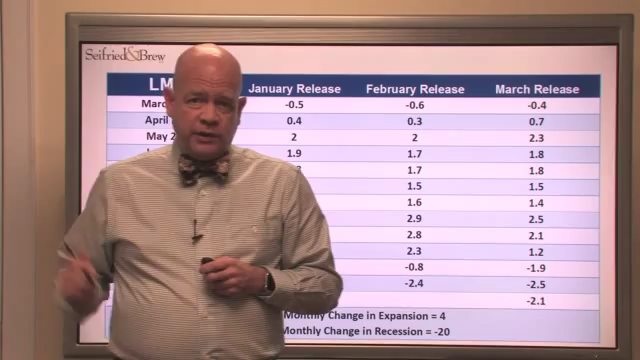 Seifried&Brew
LM January Release February Release March Release
Marc -0.5 -0.6 -0.4
April 0.4 0.3 0.7
May 2 2 2 2.3
1.9 1.7 1.8
1.7 1.8
1.5 1.5
1.6 1.4
2.9 2.5
2.8 2.1
2.3 1.2
-0.8 -1.9
-2.4 -2.5
-2.1
Monthly Change in Expansion = 4
Monthly Change in Recession = -20